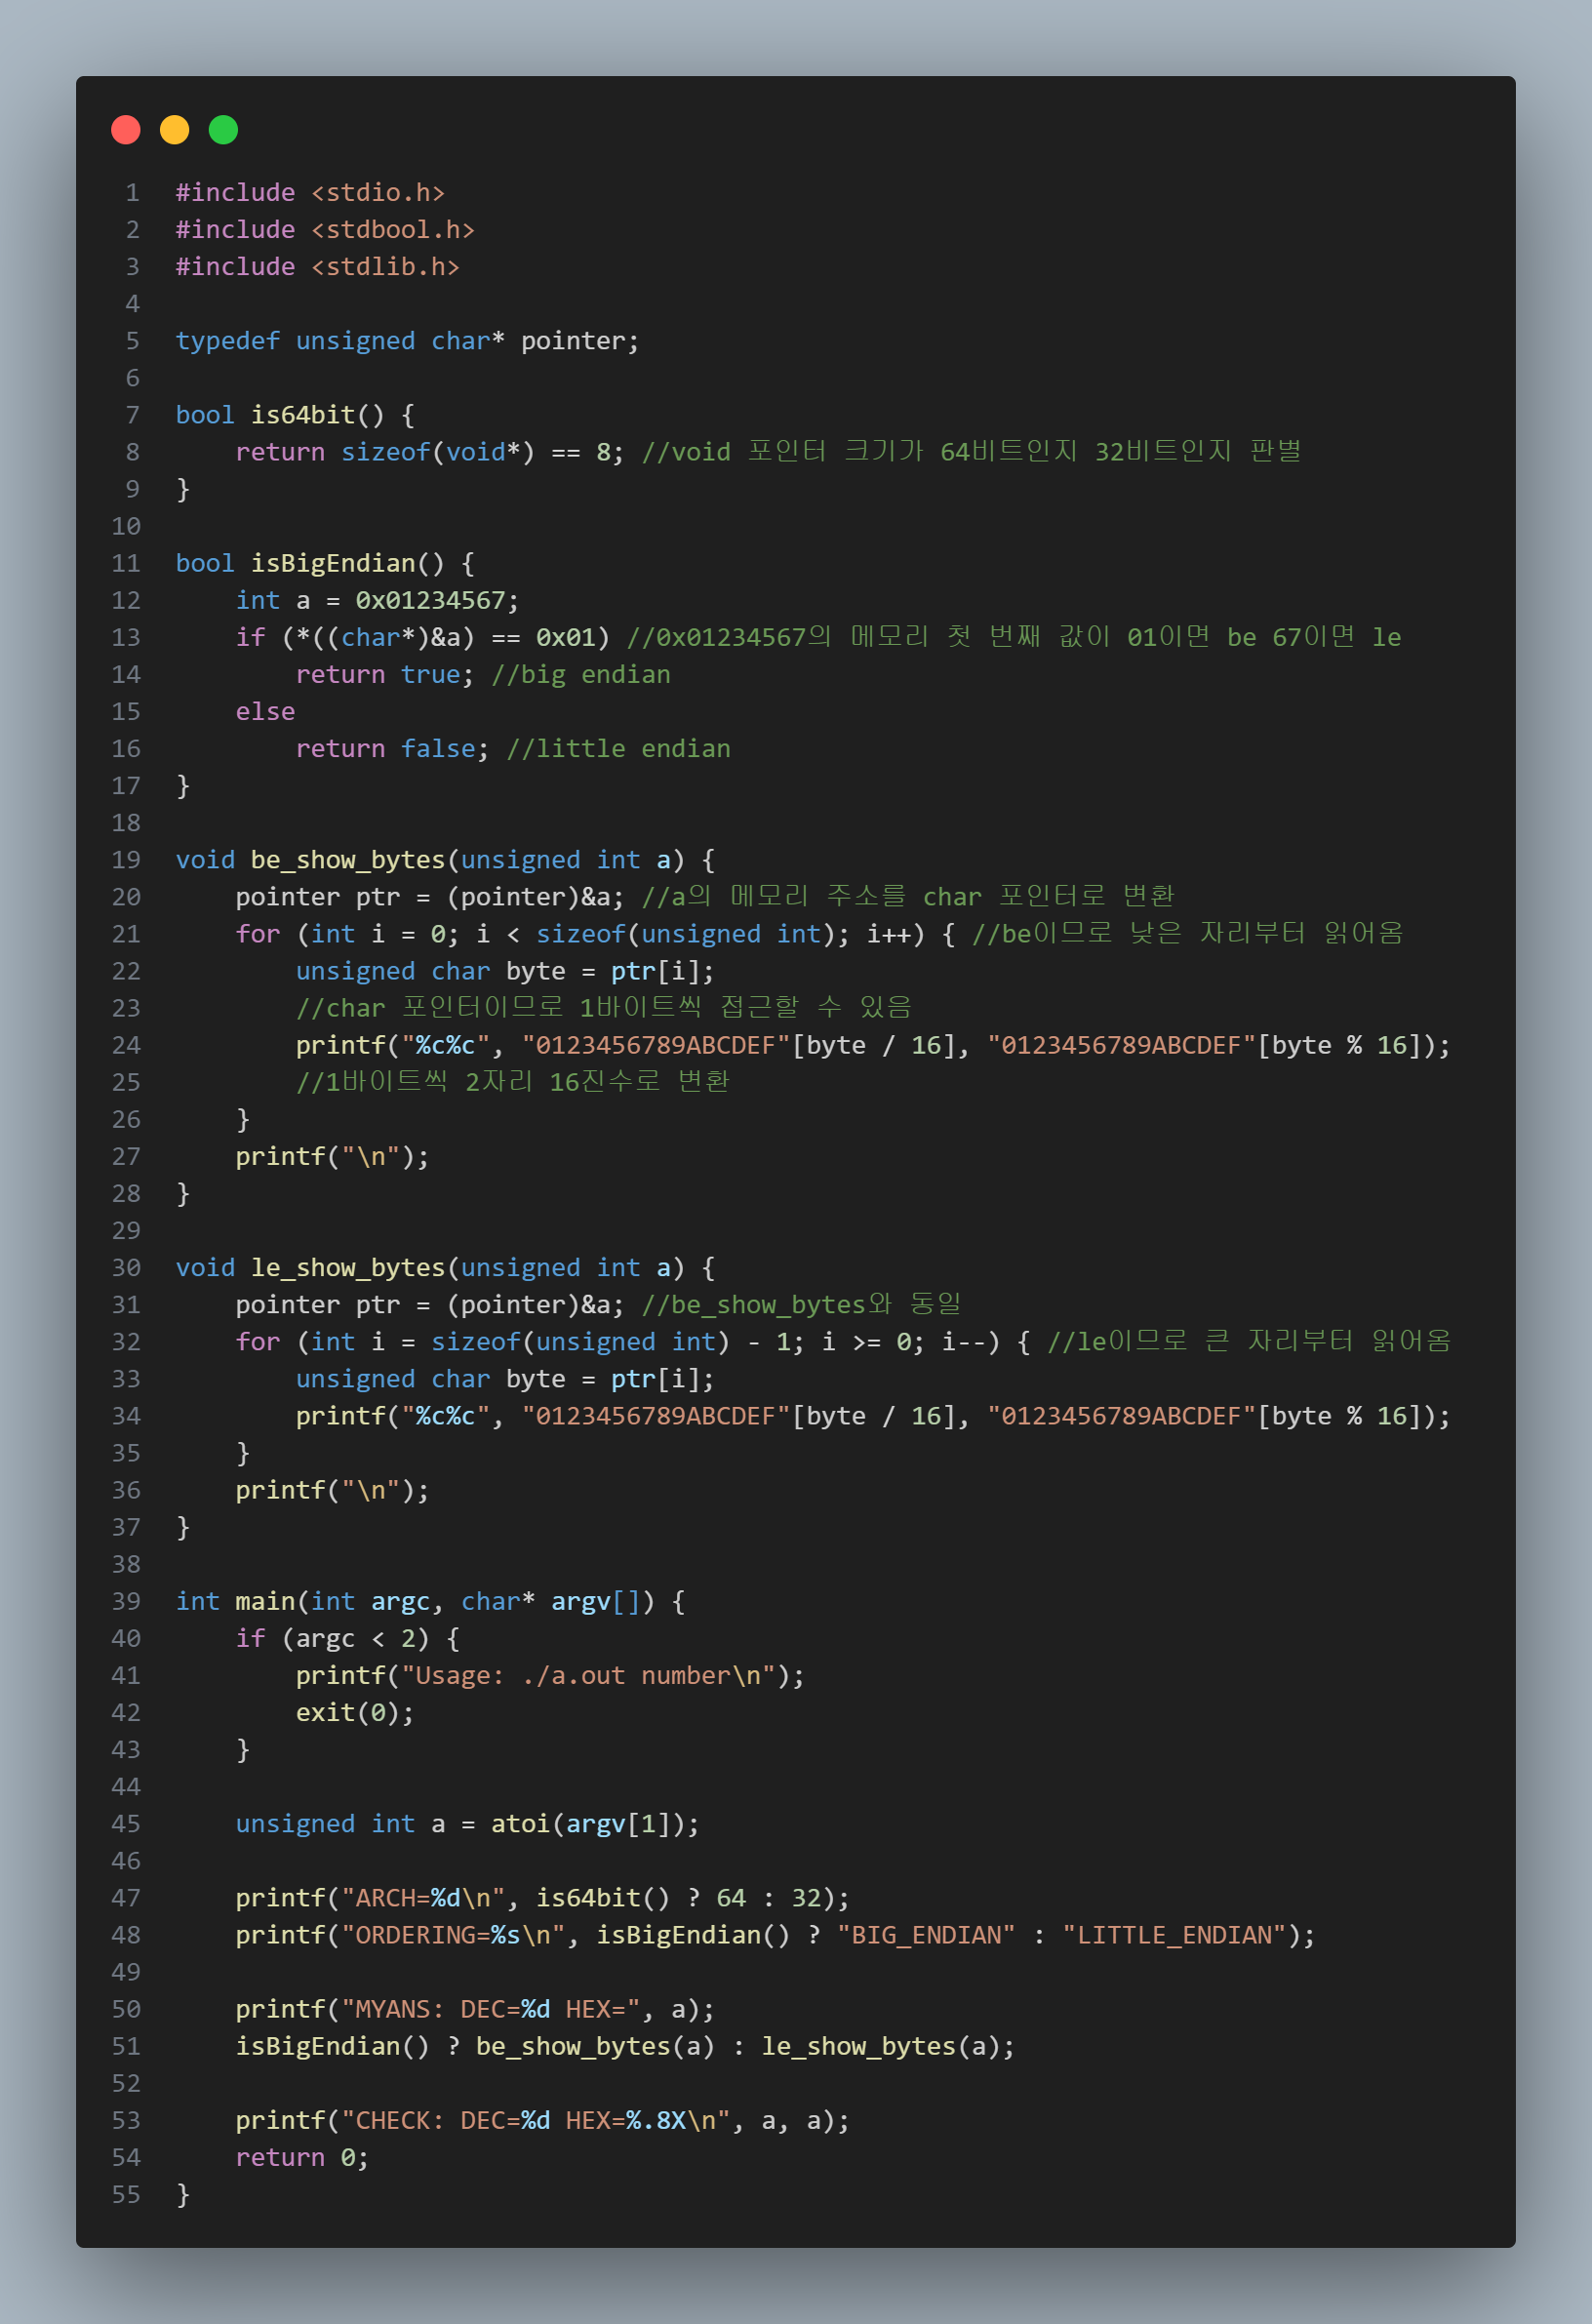 1 #include <stdio.h>
2 #include <stdbool.h>
3 #include <stdlib.h>
4
5 typedef unsigned char* pointer;
6
7 bool is64bit() {
8     return sizeof(void*) == 8; //void 포인터 크기가 64비트인지 32비트인지 판별
9 }
10
11 bool isBigEndian() {
12     int a = 0x01234567;
13     if (*((char*)&a) == 0x01) //0x01234567의 메모리 첫 번째 값이 01이면 be 67이면 le
14         return true; //big endian
15     else
16         return false; //little endian
17 }
18
19 void be_show_bytes(unsigned int a) {
20     pointer ptr = (pointer)&a; //a의 메모리 주소를 char 포인터로 변환
21     for (int i = 0; i < sizeof(unsigned int); i++) { //be이므로 낮은 자리부터 읽어옴
22         unsigned char byte = ptr[i];
23         //char 포인터이므로 1바이트씩 접근할 수 있음
24         printf("%c%c", "0123456789ABCDEF"[byte / 16], "0123456789ABCDEF"[byte % 16]);
25         //1바이트씩 2자리 16진수로 변환
26     }
27     printf("\n");
28 }
29
30 void le_show_bytes(unsigned int a) {
31     pointer ptr = (pointer)&a; //be_show_bytes와 동일
32     for (int i = sizeof(unsigned int) - 1; i >= 0; i--) { //le이므로 큰 자리부터 읽어옴
33         unsigned char byte = ptr[i];
34         printf("%c%c", "0123456789ABCDEF"[byte / 16], "0123456789ABCDEF"[byte % 16]);
35     }
36     printf("\n");
37 }
38
39 int main(int argc, char* argv[]) {
40     if (argc < 2) {
41         printf("Usage: ./a.out number\n");
42         exit(0);
43     }
44
45     unsigned int a = atoi(argv[1]);
46
47     printf("ARCH=%d\n", is64bit() ? 64 : 32);
48     printf("ORDERING=%s\n", isBigEndian() ? "BIG_ENDIAN" : "LITTLE_ENDIAN");
49
50     printf("MYANS: DEC=%d HEX=", a);
51     isBigEndian() ? be_show_bytes(a) : le_show_bytes(a);
52
53     printf("CHECK: DEC=%d HEX=%.8X\n", a, a);
54     return 0;
55 }